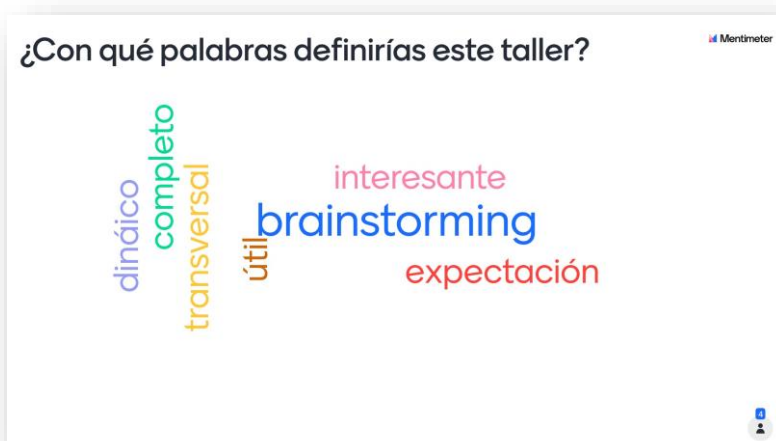 ¿Con qué palabras definirías este taller?
Mentimeter
dináico
completo
transversal
útil
interesante
brainstorming
expectación
4